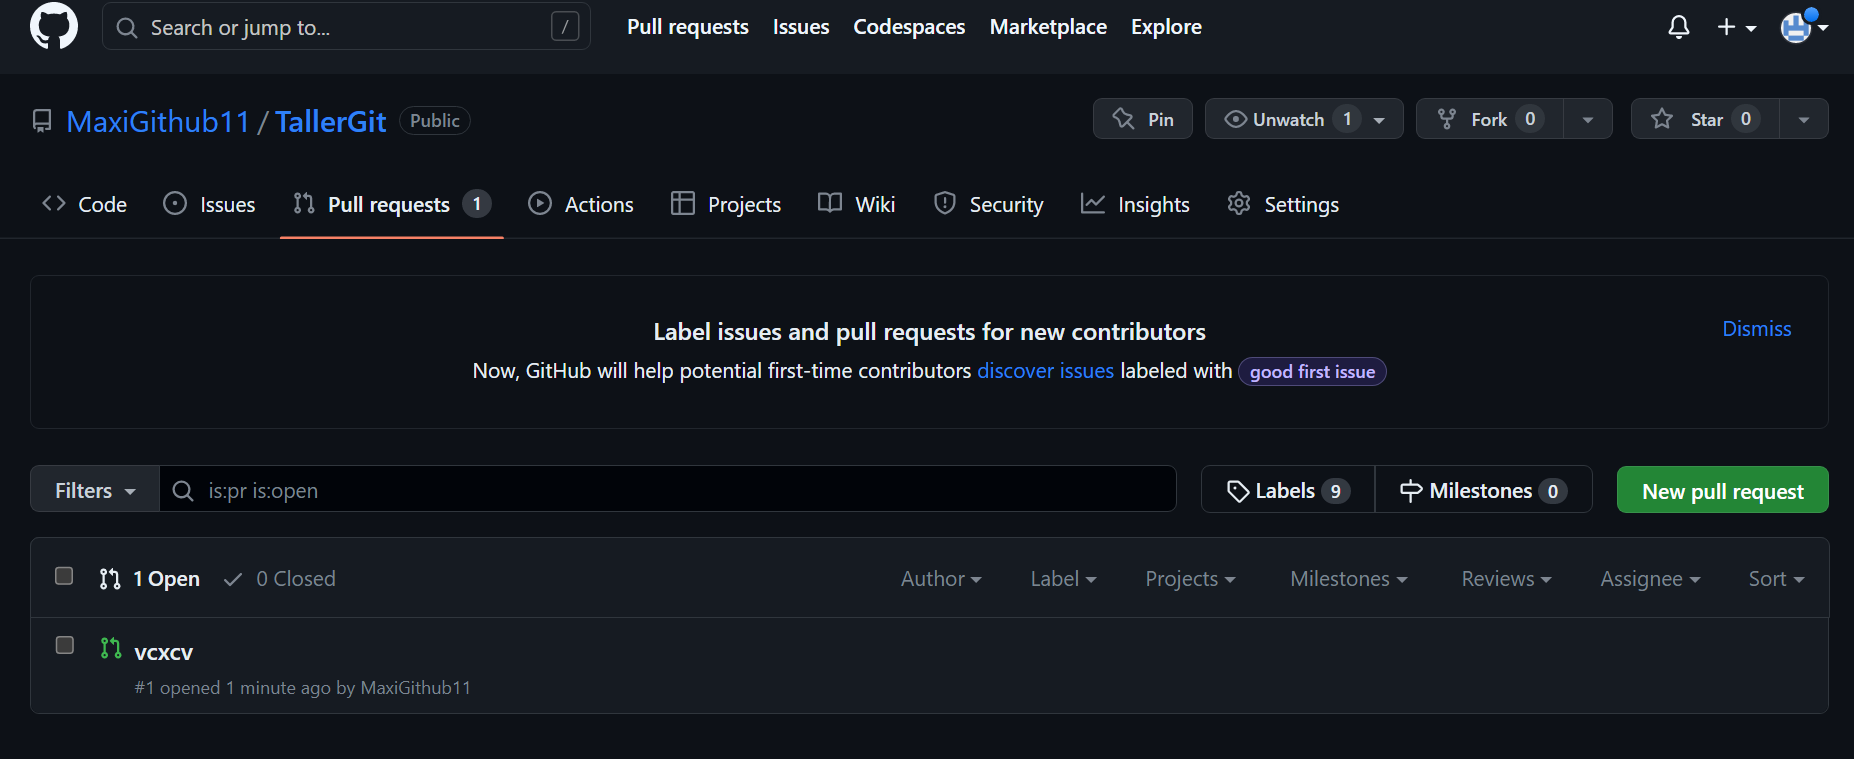 Search or jump to... / Pull requests Issues Codespaces Marketplace Explore
MaxiGithub11 / TallerGit Public Pin Unwatch 1 Fork 0 Star 0
Code Issues Pull requests 1 Actions Projects Wiki Security Insights Settings
Label issues and pull requests for new contributors
Dismiss
Now, GitHub will help potential first-time contributors discover issues labeled with good first issue
Filters is:pr is:open Labels 9 Milestones 0 New pull request
1 Open 0 Closed Author Label Projects Milestones Reviews Assignee Sort
vcxcv
#1 opened 1 minute ago by MaxiGithub11